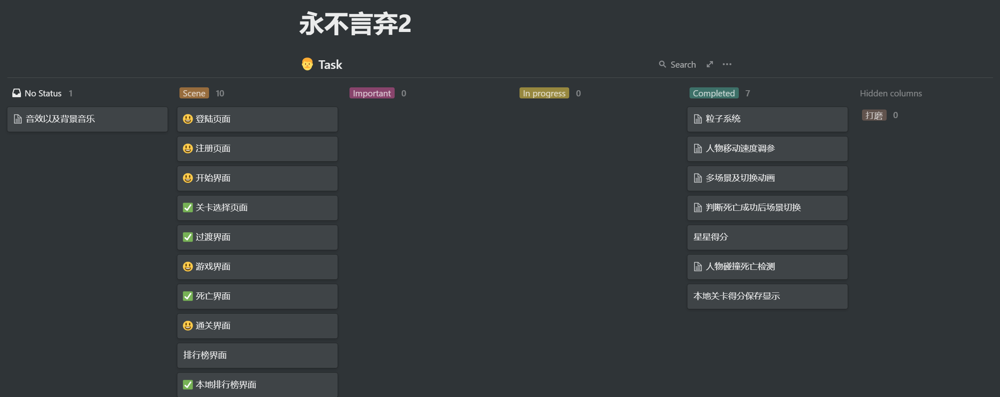 永不言弃2
Task
Search
No Status 1
音效以及背景音乐
Scene 10
登陆页面
注册页面
开始界面
关卡选择页面
过渡界面
游戏界面
死亡界面
通关界面
排行榜界面
本地排行榜界面
Important 0
In progress 0
Completed 7
粒子系统
人物移动速度调参
多场景及切换动画
判断死亡成功后场景切换
星星得分
人物碰撞死亡检测
本地关卡得分保存显示
Hidden columns
打磨 0